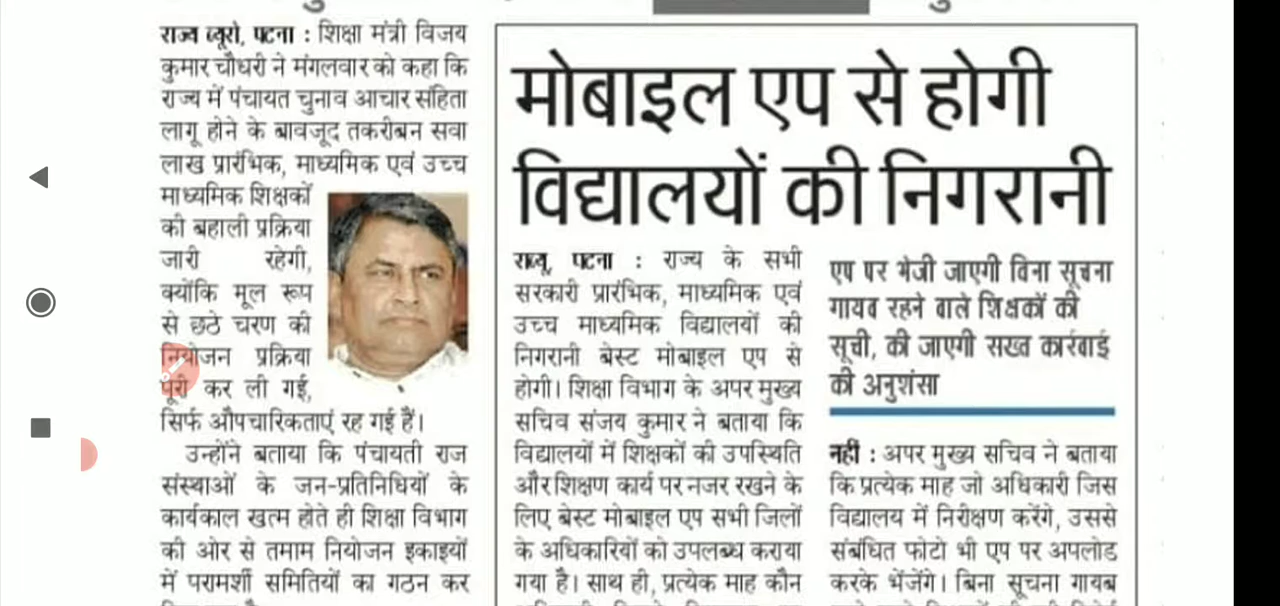 राज्य ब्यूरो, पटना : शिक्षा मंत्री विजय
कुमार चौधरी ने मंगलवार को कहा कि
राज्य में पंचायत चुनाव आचार संहिता
लागू होने के बावजूद तकरीबन सवा
लाख प्रारंभिक, माध्यमिक एवं उच्च
माध्यमिक शिक्षकों
की बहाली प्रक्रिया
जारी रहेगी,
क्योंकि मूल रूप
से छठे चरण की
नियोजन प्रक्रिया
पूरी कर ली गई,
सिर्फ औपचारिकताएं रह गई हैं।
उन्होंने बताया कि पंचायती राज
संस्थाओं के जन-प्रतिनिधियों के
कार्यकाल खत्म होते ही शिक्षा विभाग
की ओर से तमाम नियोजन इकाइयों
में परामर्शी समितियों का गठन कर
मोबाइल एप से होगी
विद्यालयों की निगरानी
राब्यू, पटना : राज्य के सभी
सरकारी प्रारंभिक, माध्यमिक एवं
उच्च माध्यमिक विद्यालयों की
निगरानी बेस्ट मोबाइल एप से
होगी। शिक्षा विभाग के अपर मुख्य
सचिव संजय कुमार ने बताया कि
विद्यालयों में शिक्षकों की उपस्थिति
और शिक्षण कार्य पर नजर रखने के
लिए बेस्ट मोबाइल एप सभी जिलों
के अधिकारियों को उपलब्ध कराया
गया है। साथ ही, प्रत्येक माह कौन
एप पर भेजी जाएगी बिना सूचना
गायब रहने वाले शिक्षकों की
सूची, की जाएगी सख्त कार्रवाई
की अनुशंसा
नहीं : अपर मुख्य सचिव ने बताया
कि प्रत्येक माह जो अधिकारी जिस
विद्यालय में निरीक्षण करेंगे, उससे
संबंधित फोटो भी एप पर अपलोड
करके भेजेंगे। बिना सूचना गायब